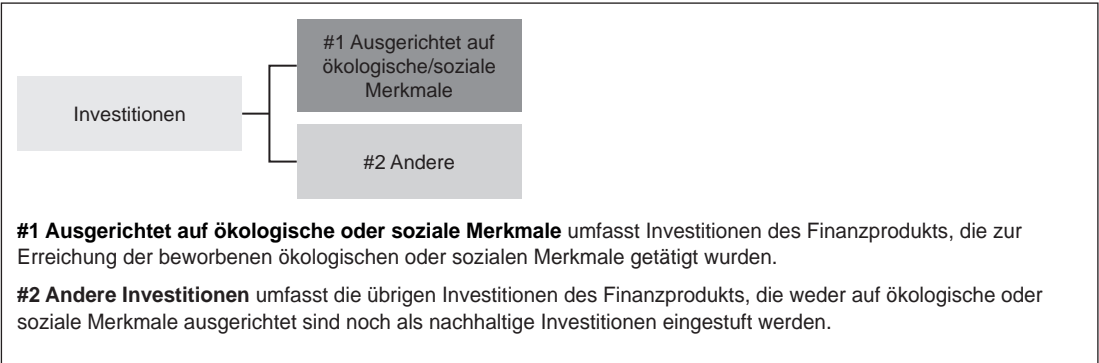 #1 Ausgerichtet auf
ökologische/soziale
Merkmale
Investitionen
#2 Andere
#1 Ausgerichtet auf ökologische oder soziale Merkmale umfasst Investitionen des Finanzprodukts, die zur
Erreichung der beworbenen ökologischen oder sozialen Merkmale getätigt wurden.
#2 Andere Investitionen umfasst die übrigen Investitionen des Finanzprodukts, die weder auf ökologische oder
soziale Merkmale ausgerichtet sind noch als nachhaltige Investitionen eingestuft werden.